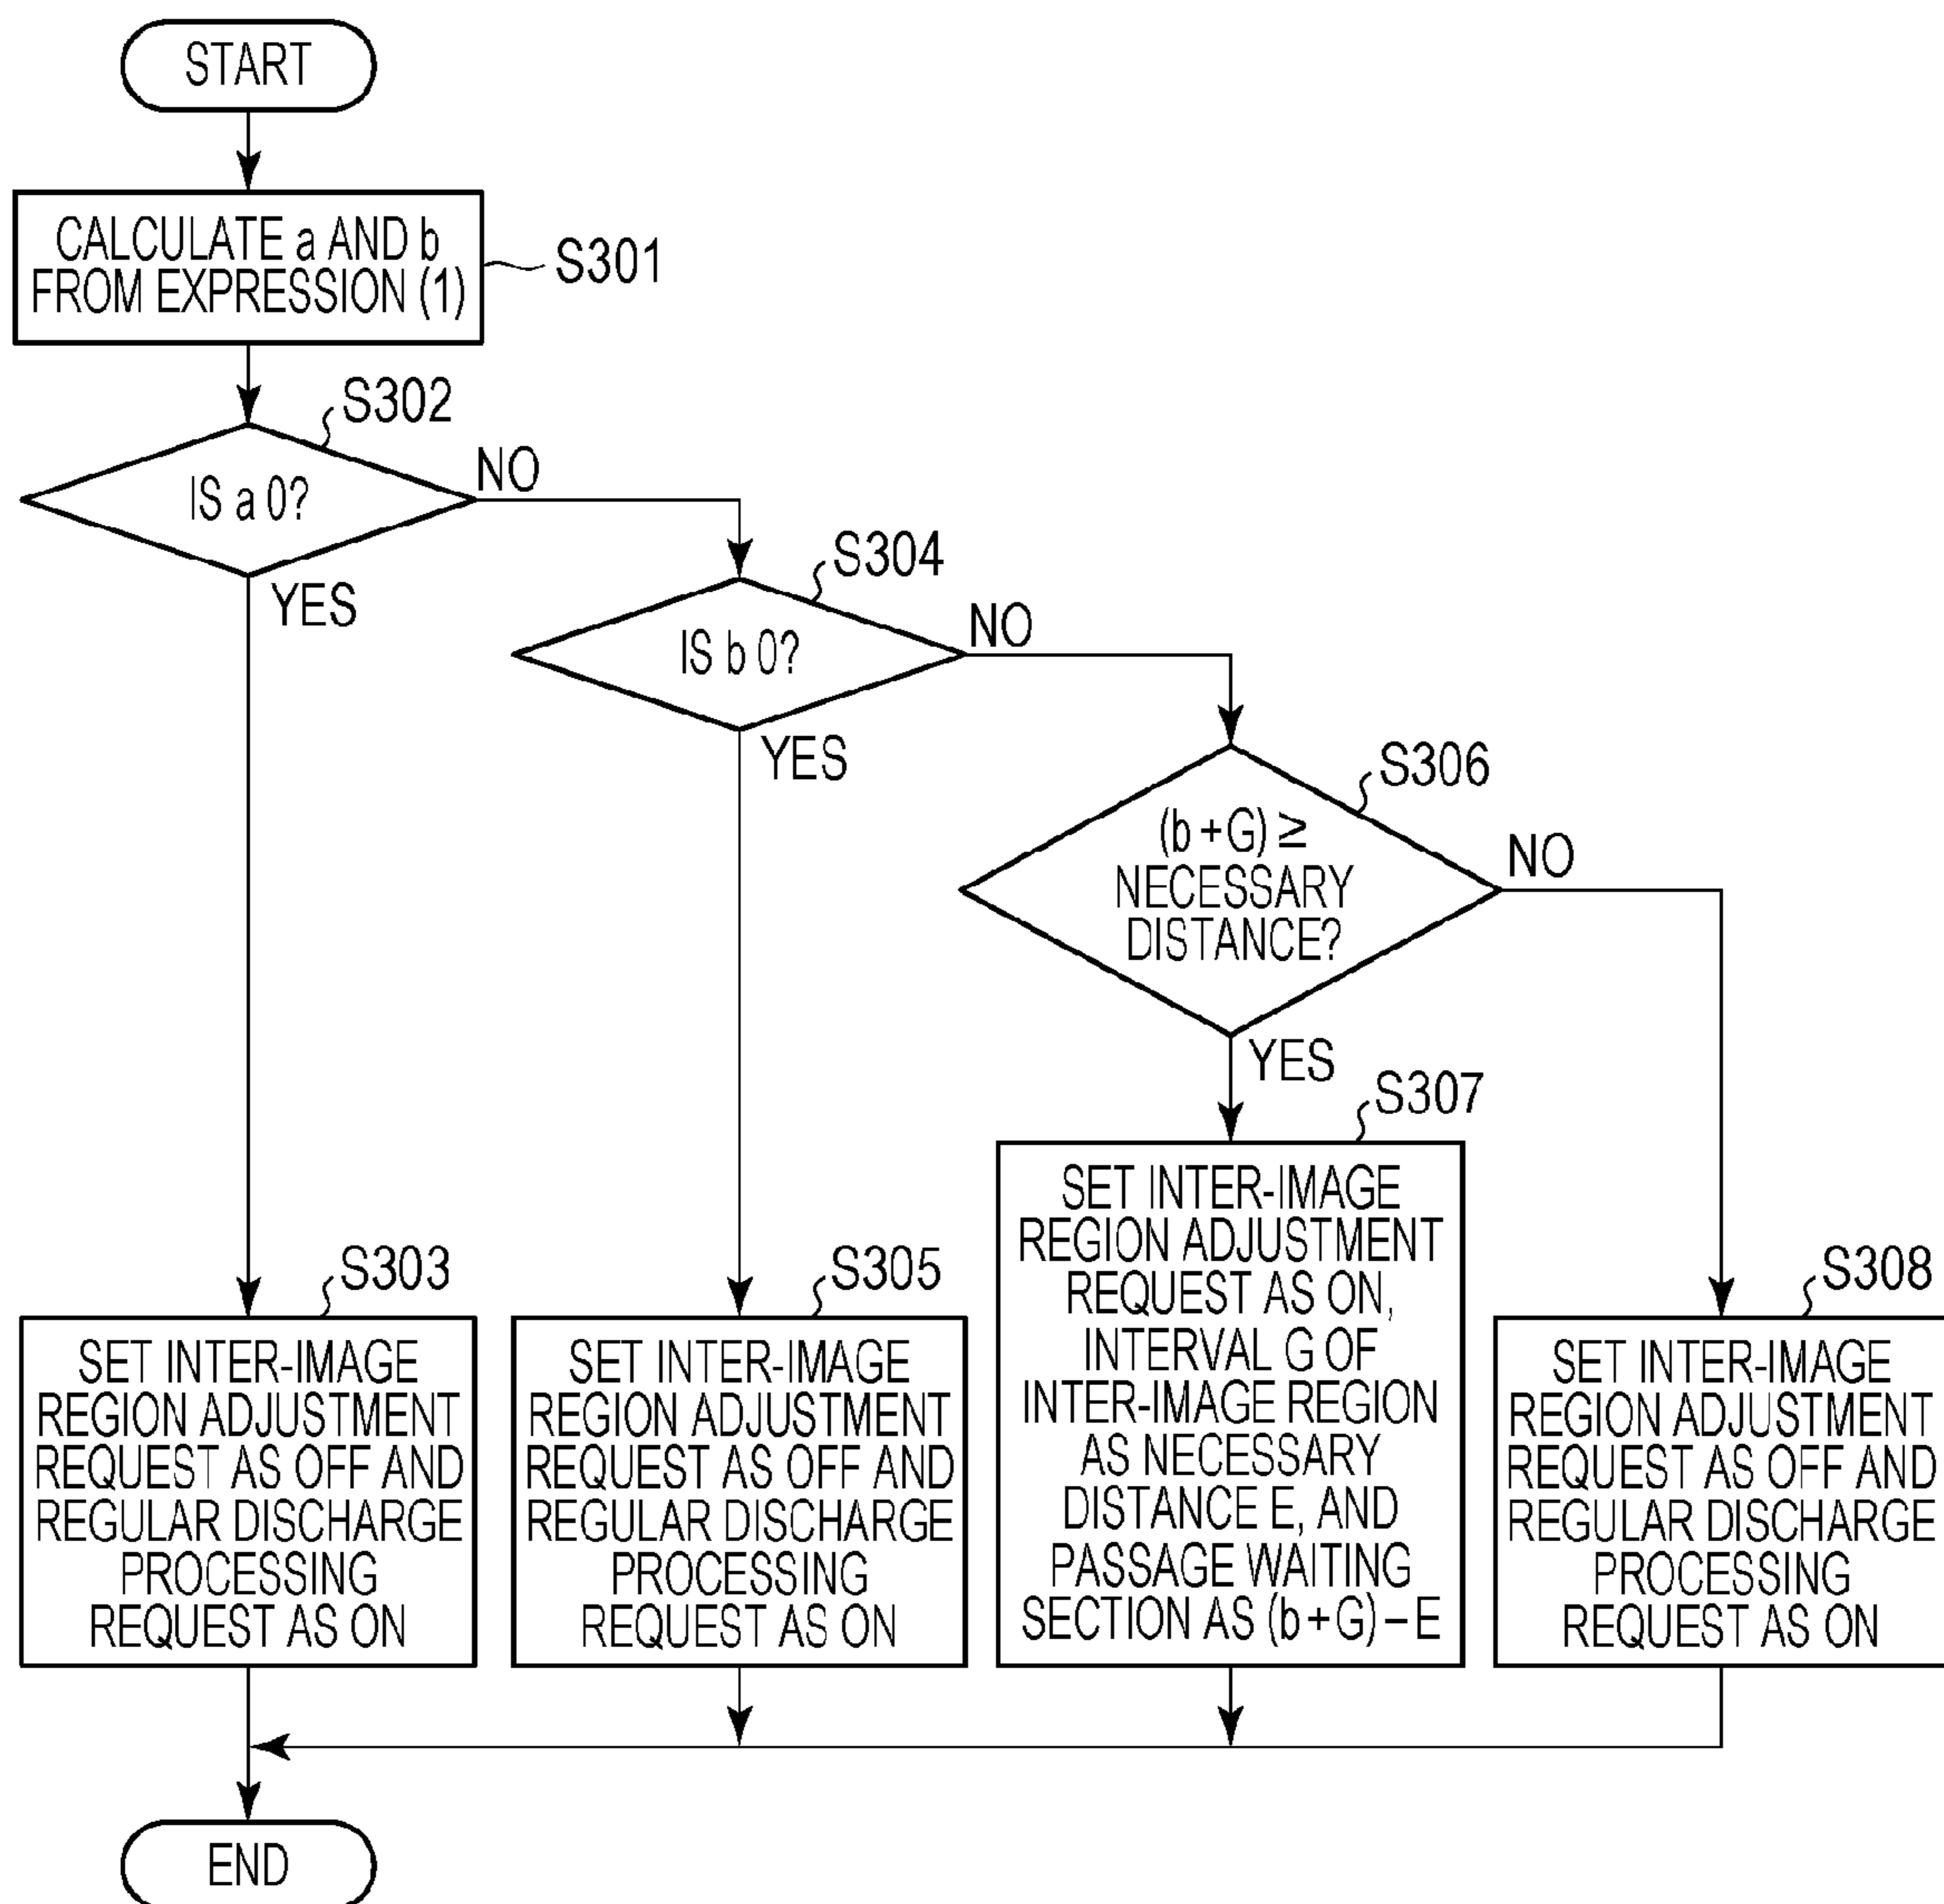 START
CALCULATE a AND b
FROM EXPRESSION (1)
S301
S302
IS a 0?
NO
YES
S304
IS b 0?
NO
YES
S306
(b+G) ≥
NECESSARY
DISTANCE?
NO
YES
S307
SET INTER-IMAGE
REGION ADJUSTMENT
REQUEST AS ON,
INTERVAL G OF
INTER-IMAGE REGION
AS NECESSARY
DISTANCE E, AND
PASSAGE WAITING
SECTION AS (b+G)–E
S303
SET INTER-IMAGE
REGION ADJUSTMENT
REQUEST AS OFF AND
REGULAR DISCHARGE
PROCESSING
REQUEST AS ON
S305
SET INTER-IMAGE
REGION ADJUSTMENT
REQUEST AS OFF AND
REGULAR DISCHARGE
PROCESSING
REQUEST AS ON
S308
SET INTER-IMAGE
REGION ADJUSTMENT
REQUEST AS OFF AND
REGULAR DISCHARGE
PROCESSING
REQUEST AS ON
END